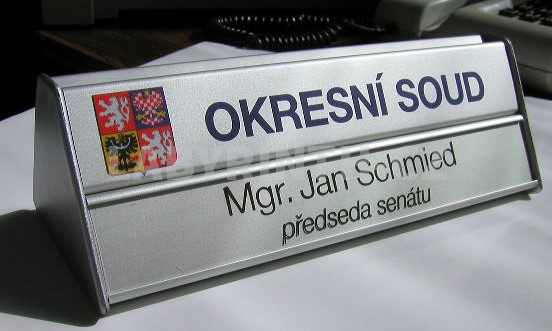 OKRESNÍ SOUD
Mgr. Jan Schmied
předseda senátu